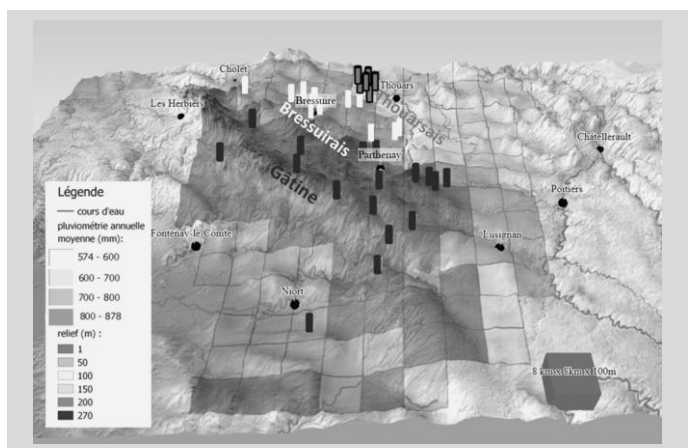 Cholet
Les Herbiers
Bressuire
Thouars
Thouarsais
Bressuirais
Gâtine
Parthenay
Châtellerault
Poitiers
Fontenay-le-Comte
Lusignan
Niort
8 km x 8km x 100m
Légende
cours d'eau
pluviométrie annuelle
moyenne (mm):
574 - 600
600 - 700
700 - 800
800 - 878
relief (m) :
1
50
100
150
200
270